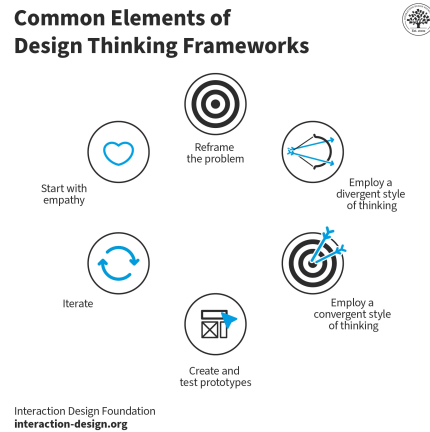 Common Elements of
Design Thinking Frameworks
Reframe
the problem
Start with
empathy
Employ a
divergent style
of thinking
Iterate
Employ a
convergent style
of thinking
Create and
test prototypes
Interaction Design Foundation
interaction-design.org